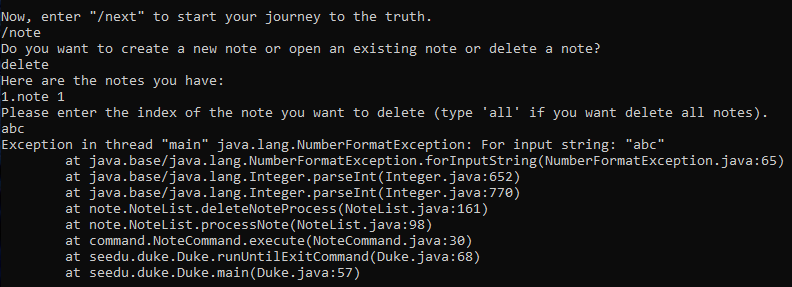 Now, enter "/next" to start your journey to the truth.
/note
Do you want to create a new note or open an existing note or delete a note?
delete
Here are the notes you have:
1.note 1
Please enter the index of the note you want to delete (type 'all' if you want delete all notes).
abc
Exception in thread "main" java.lang.NumberFormatException: For input string: "abc"
        at java.base/java.lang.NumberFormatException.forInputString(NumberFormatException.java:65)
        at java.base/java.lang.Integer.parseInt(Integer.java:652)
        at java.base/java.lang.Integer.parseInt(Integer.java:770)
        at note.NoteList.deleteNoteProcess(NoteList.java:161)
        at note.NoteList.processNote(NoteList.java:98)
        at command.NoteCommand.execute(NoteCommand.java:30)
        at seedu.duke.Duke.runUntilExitCommand(Duke.java:68)
        at seedu.duke.Duke.main(Duke.java:57)